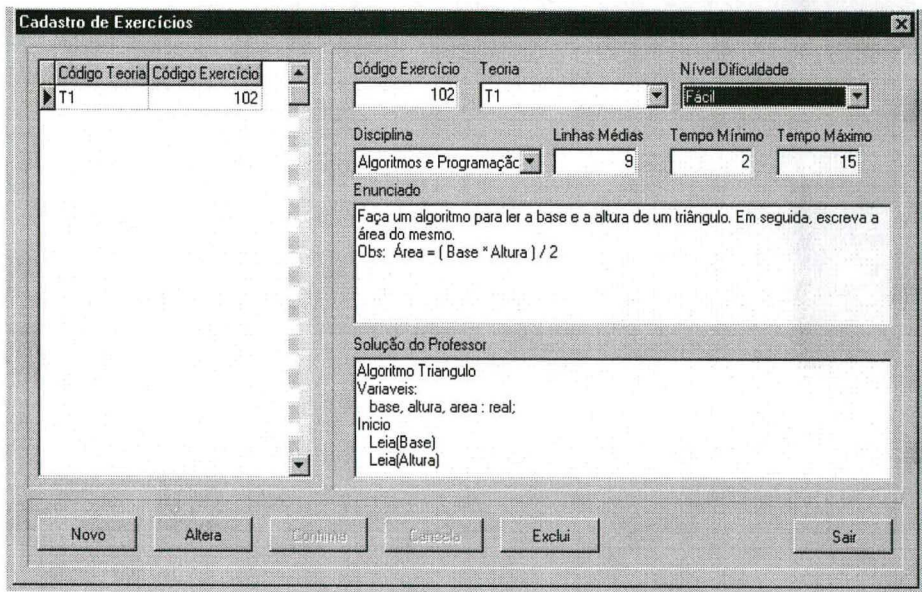 Cadastro de Exercícios
Código Teoria Código Exercício
T1 102
Código Exercício Teoria Nível Dificuldade
102 T1 Fácil
Disciplina Linhas Médias Tempo Mínimo Tempo Máximo
Algoritmos e Programaçãc 9 2 15
Enunciado
Faça um algoritmo para ler a base e a altura de um triângulo. Em seguida, escreva a
área do mesmo.
Obs: Área = ( Base * Altura ) / 2
Solução do Professor
Algoritmo Triangulo
Variaveis:
base, altura, area : real;
Inicio
Leia(Base)
Leia(Altura)
Novo Altera Confirma Cancela Exclui Sair